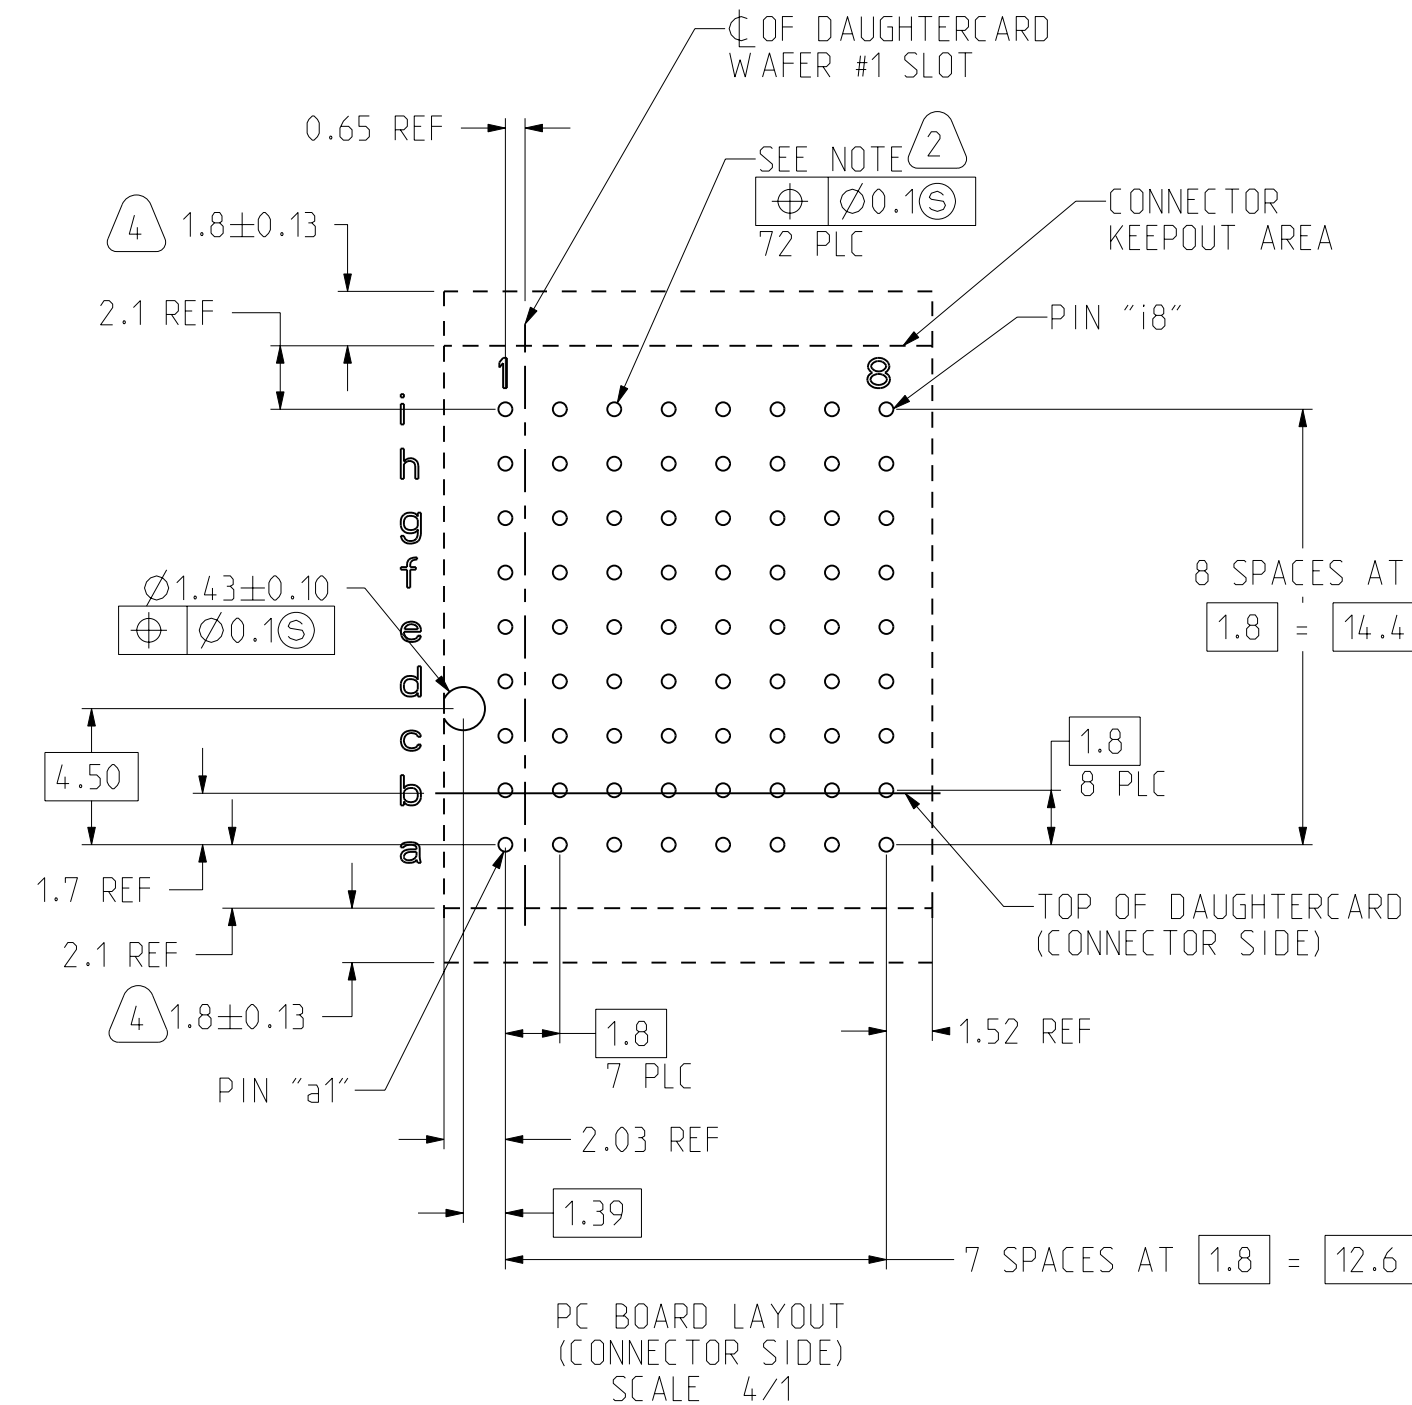 ℄ OF DAUGHTERCARD
WAFER #1 SLOT
0.65 REF
SEE NOTE 2
⌖ Ø0.1Ⓢ
72 PLC
4 1.8±0.13
CONNECTOR
KEEPOUT AREA
2.1 REF
PIN "i8"
1 8
i
h
g
f
e
d
c
b
a
Ø1.43±0.10
⌖ Ø0.1Ⓢ
8 SPACES AT
1.8 = 14.4
4.50
1.8
8 PLC
1.7 REF
2.1 REF
TOP OF DAUGHTERCARD
(CONNECTOR SIDE)
4 1.8±0.13
1.8
7 PLC
1.52 REF
PIN "a1"
2.03 REF
1.39
7 SPACES AT 1.8 = 12.6
PC BOARD LAYOUT
(CONNECTOR SIDE)
SCALE 4/1